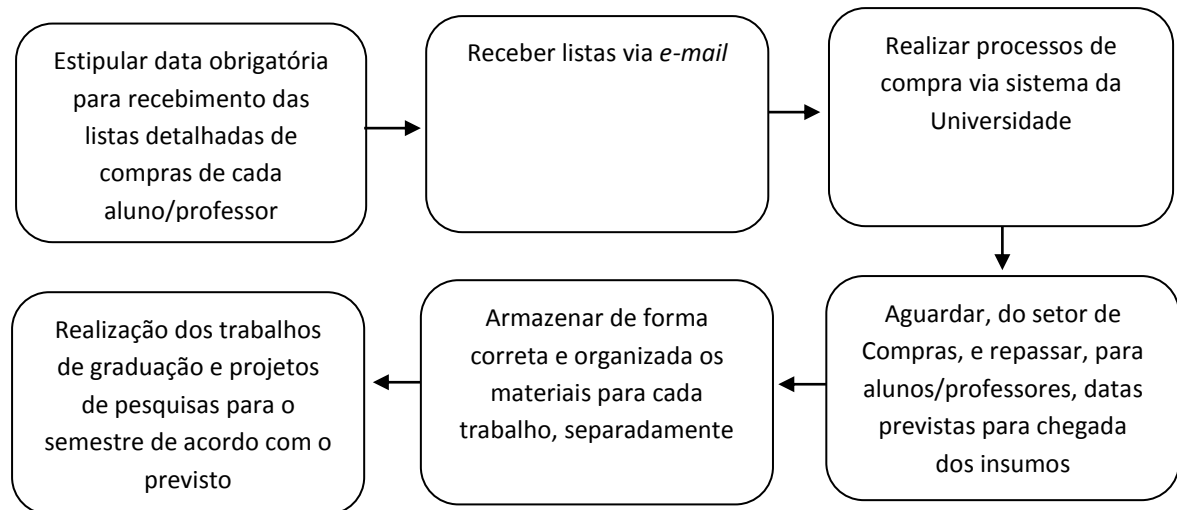 Estipular data obrigatória
para recebimento das
listas detalhadas de
compras de cada
aluno/professor
Receber listas via e-mail
Realizar processos de
compra via sistema da
Universidade
Aguardar, do setor de
Compras, e repassar, para
alunos/professores, datas
previstas para chegada
dos insumos
Armazenar de forma
correta e organizada os
materiais para cada
trabalho, separadamente
Realização dos trabalhos
de graduação e projetos
de pesquisas para o
semestre de acordo com o
previsto